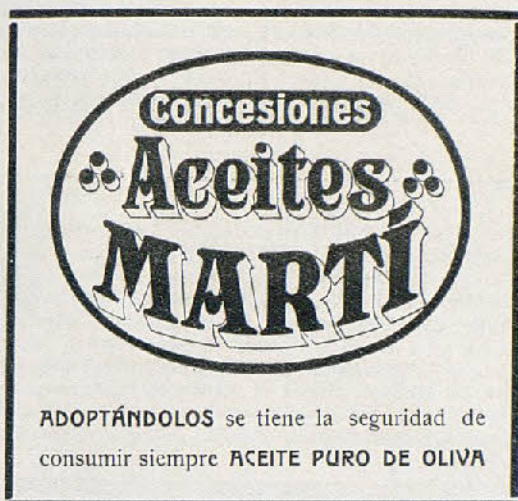 Concesiones
Aceites
MARTÍ
ADOPTÁNDOLOS se tiene la seguridad de
consumir siempre ACEITE PURO DE OLIVA